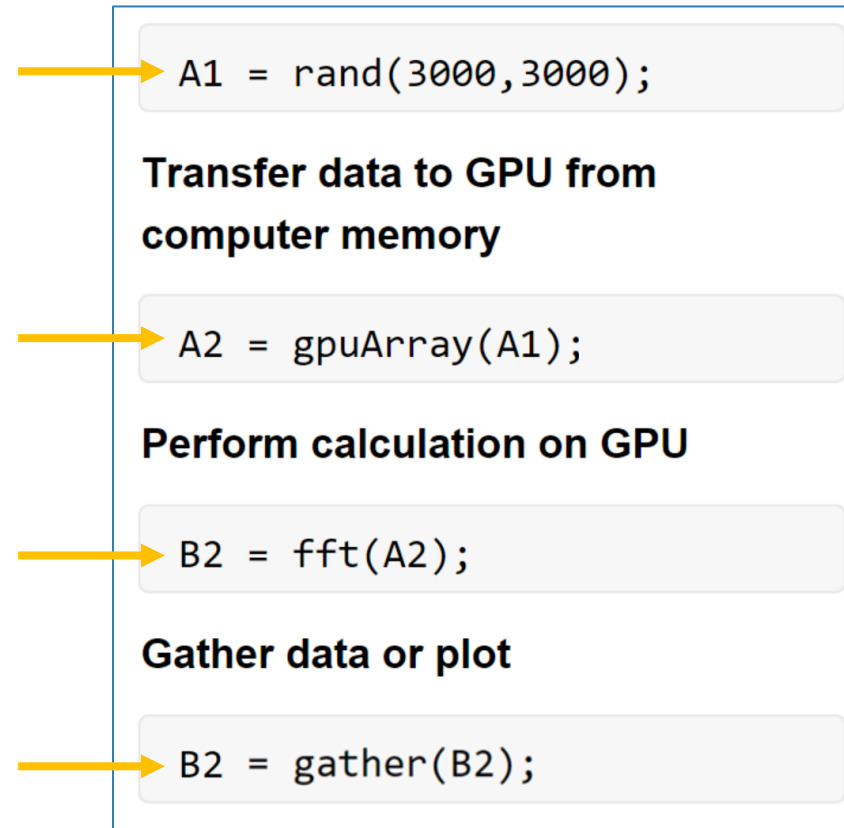 A1 = rand(3000,3000);
Transfer data to GPU from
computer memory
A2 = gpuArray(A1);
Perform calculation on GPU
B2 = fft(A2);
Gather data or plot
B2 = gather(B2);